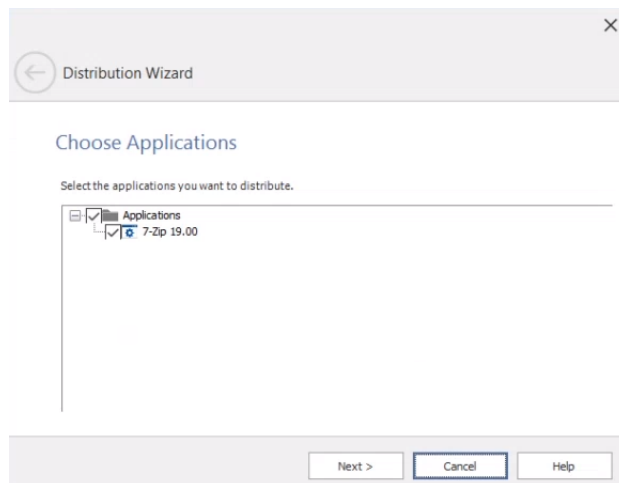 Distribution Wizard
Choose Applications
Select the applications you want to distribute.
Applications
7-Zip 19.00
Next >
Cancel
Help